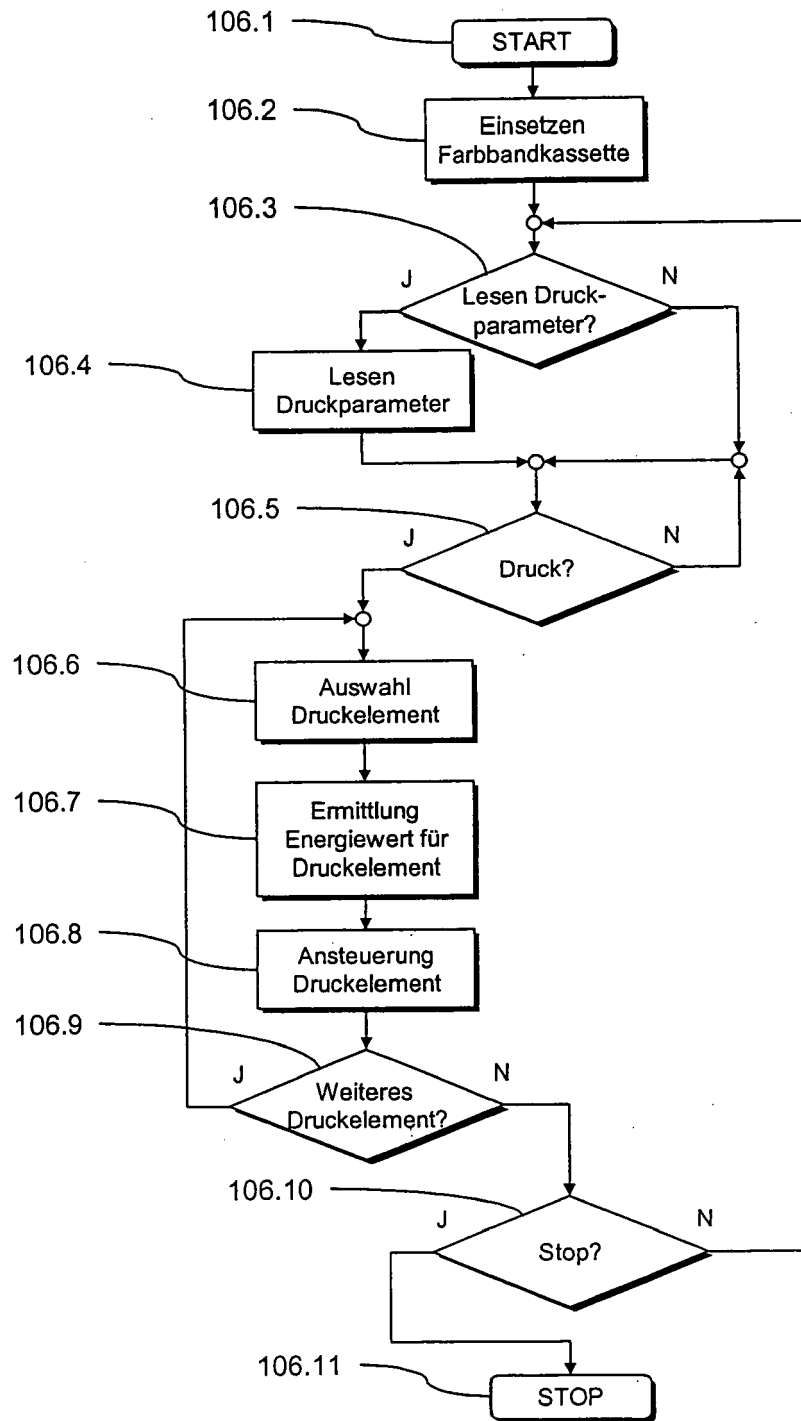 106.1
START
106.2
Einsetzen
Farbbandkassette
106.3
J
N
Lesen Druck-
parameter?
106.4
Lesen
Druckparameter
106.5
J
N
Druck?
106.6
Auswahl
Druckelement
106.7
Ermittlung
Energiewert für
Druckelement
106.8
Ansteuerung
Druckelement
106.9
J
N
Weiteres
Druckelement?
106.10
J
N
Stop?
106.11
STOP